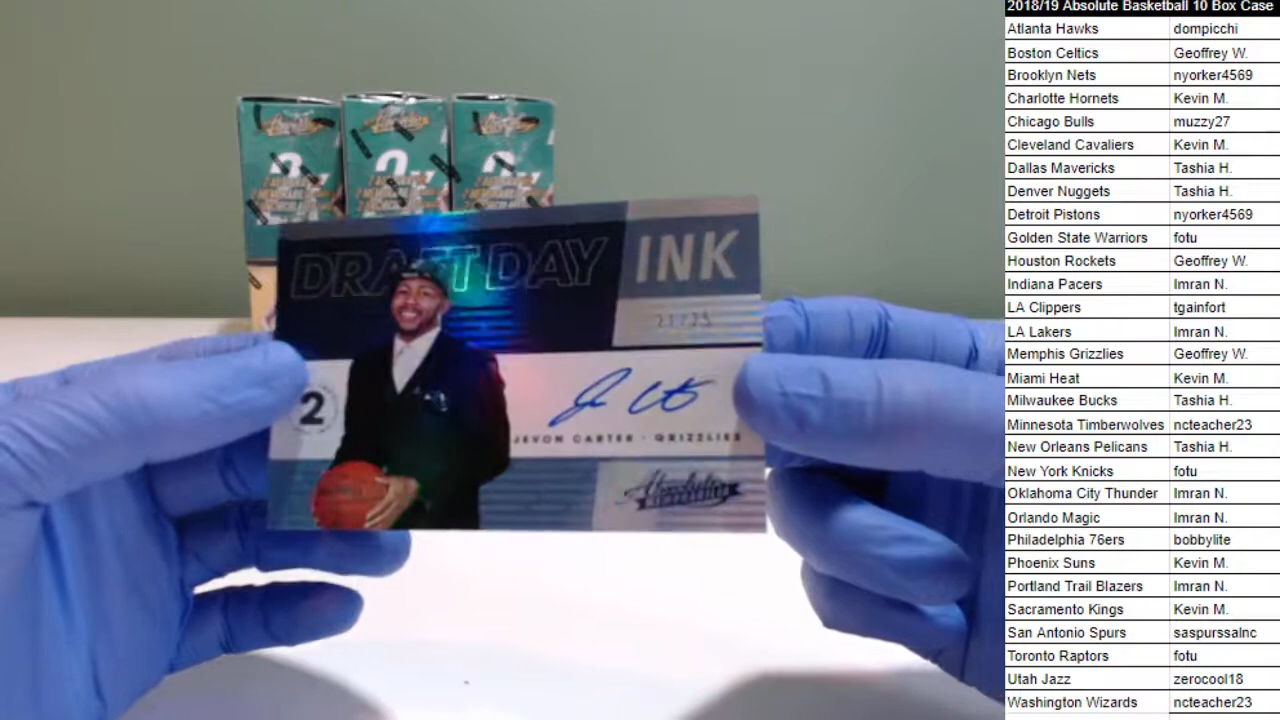 DRAFT DAY INK
21/25
2
JEVON CARTER · GRIZZLIES
Absolute
2018/19 Absolute Basketball 10 Box Case
Atlanta Hawks dompicchi
Boston Celtics Geoffrey W.
Brooklyn Nets nyorker4569
Charlotte Hornets Kevin M.
Chicago Bulls muzzy27
Cleveland Cavaliers Kevin M.
Dallas Mavericks Tashia H.
Denver Nuggets Tashia H.
Detroit Pistons nyorker4569
Golden State Warriors fotu
Houston Rockets Geoffrey W.
Indiana Pacers Imran N.
LA Clippers tgainfort
LA Lakers Imran N.
Memphis Grizzlies Geoffrey W.
Miami Heat Kevin M.
Milwaukee Bucks Tashia H.
Minnesota Timberwolves ncteacher23
New Orleans Pelicans Tashia H.
New York Knicks fotu
Oklahoma City Thunder Imran N.
Orlando Magic Imran N.
Philadelphia 76ers bobbylite
Phoenix Suns Kevin M.
Portland Trail Blazers Imran N.
Sacramento Kings Kevin M.
San Antonio Spurs saspurssalnc
Toronto Raptors fotu
Utah Jazz zerocool18
Washington Wizards ncteacher23